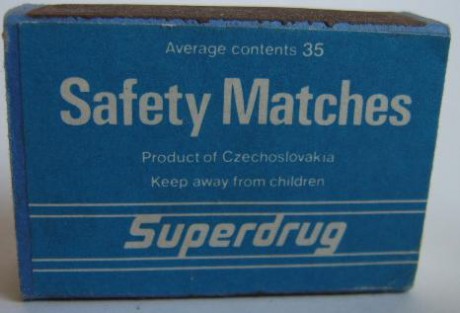 Average contents 35
Safety Matches
Product of Czechoslovakia
Keep away from children
Superdrug